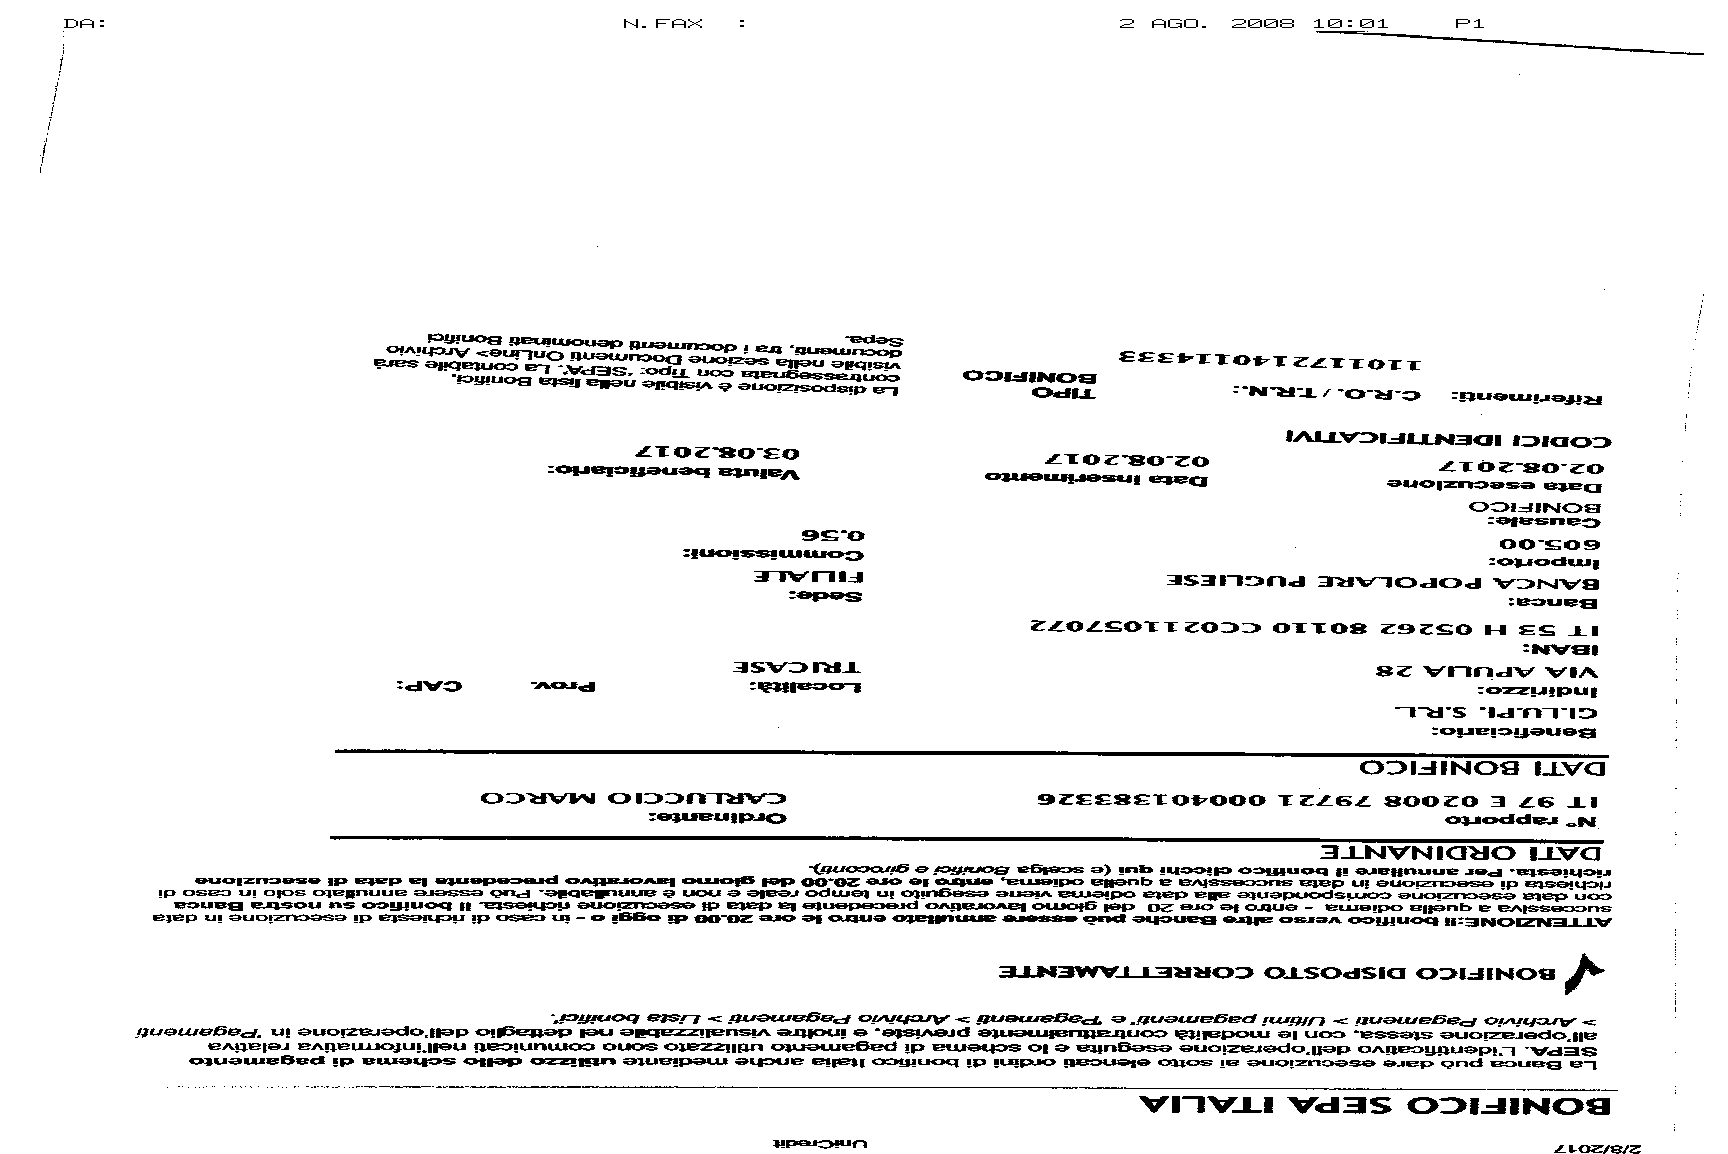 DA: N.FAX : 2 AGO. 2008 10:01 P1
2/8/2017 UniCredit
BONIFICO SEPA ITALIA
La Banca può dare esecuzione ai sotto elencati ordini di bonifico Italia anche mediante utilizzo dello schema di pagamento
SEPA. L'identificativo dell'operazione eseguita e lo schema di pagamento utilizzato sono comunicati nell'informativa relativa
all'operazione stessa, con le modalità contrattualmente previste, e inoltre visualizzabile nel dettaglio dell'operazione in "Pagamenti
> Archivio Pagamenti > Ultimi pagamenti" e "Pagamenti > Archivio Pagamenti > Lista bonifici".
BONIFICO DISPOSTO CORRETTAMENTE
ATTENZIONE:Il bonifico verso altre Banche può essere annullato entro le ore 20.00 di oggi o - in caso di richiesta di esecuzione in data
successiva a quella odierna - entro le ore 20 del giorno lavorativo precedente la data di esecuzione richiesta. Il bonifico su nostra Banca
con data esecuzione corrispondente alla data odierna viene eseguito in tempo reale e non è annullabile. Può essere annullato solo in caso di
richiesta di esecuzione in data successiva a quella odierna, entro le ore 20.00 del giorno lavorativo precedente la data di esecuzione
richiesta. Per annullare il bonifico clicchi qui (e scelga Bonifici e giroconti).
DATI ORDINANTE
N° rapporto Ordinante:
IT 97 E 02008 79721 000401383326 CARLUCCIO MARCO
DATI BONIFICO
Beneficiario:
CI.LU.PI. S.R.L.
Indirizzo: Località: Prov. CAP:
VIA APULIA 28 TRICASE
IBAN:
IT 53 H 05262 80110 CC0211057072
Banca: Sede:
BANCA POPOLARE PUGLIESE FILIALE
Importo: Commissioni:
605.00 0.56
Causale:
BONIFICO
Data esecuzione Data inserimento Valuta beneficiario:
02.08.2017 02.08.2017 03.08.2017
CODICI IDENTIFICATIVI
Riferimenti: C.R.O. / T.R.N.: TIPO La disposizione è visibile nella lista Bonifici,
1101172140114333 BONIFICO contrassegnata con Tipo: "SEPA". La contabile sarà
visibile nella sezione Documenti OnLine> Archivio
documenti, tra i documenti denominati Bonifici
Sepa.